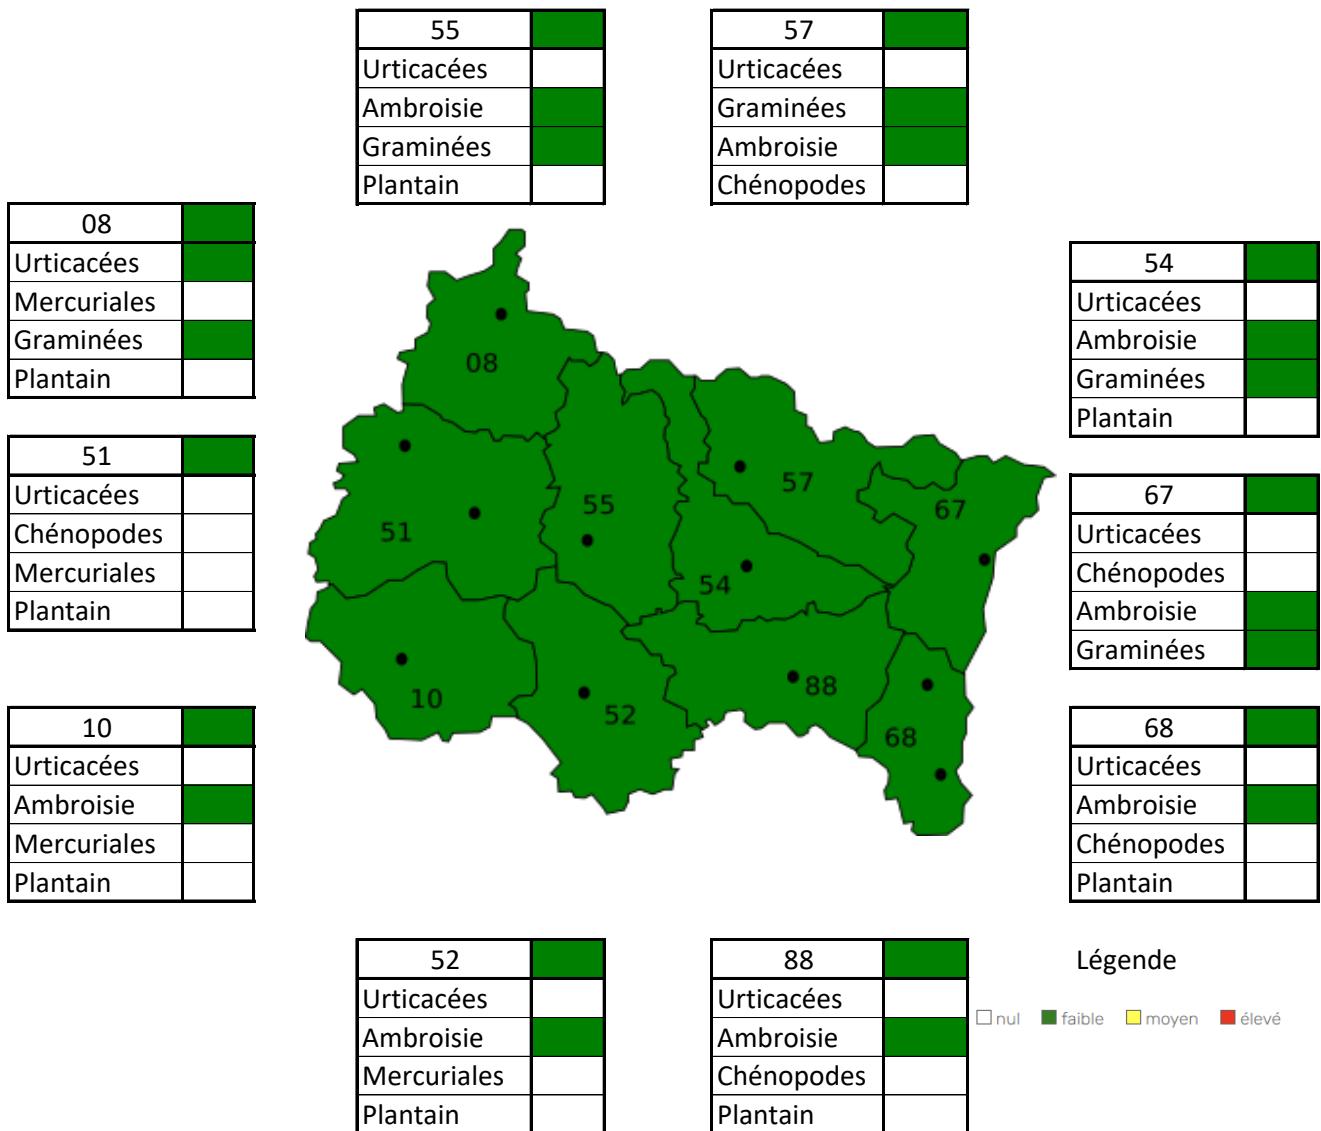 55
Urticacées
Ambroisie
Graminées
Plantain
57
Urticacées
Graminées
Ambroisie
Chénopodes
08
Urticacées
Mercuriales
Graminées
Plantain
54
Urticacées
Ambroisie
Graminées
Plantain
51
Urticacées
Chénopodes
Mercuriales
Plantain
67
Urticacées
Chénopodes
Ambroisie
Graminées
10
Urticacées
Ambroisie
Mercuriales
Plantain
68
Urticacées
Ambroisie
Chénopodes
Plantain
08
57
55
67
51
54
88
10
52
68
52
Urticacées
Ambroisie
Mercuriales
Plantain
88
Urticacées
Ambroisie
Chénopodes
Plantain
Légende
nul faible moyen élevé